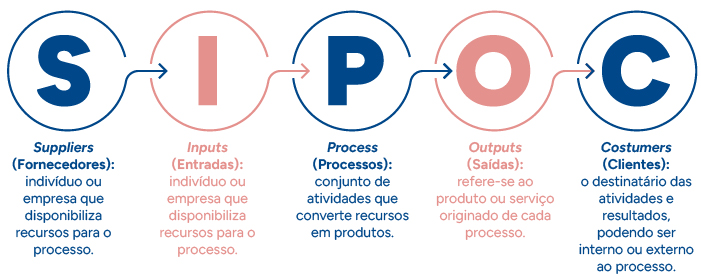 S
I
P
O
C
Suppliers
(Fornecedores):
indivíduo ou
empresa que
disponibiliza
recursos para o
processo.
Inputs
(Entradas):
indivíduo ou
empresa que
disponibiliza
recursos para o
processo.
Process
(Processos):
conjunto de
atividades que
converte recursos
em produtos.
Outputs
(Saídas):
refere-se ao
produto ou serviço
originado de cada
processo.
Costumers
(Clientes):
o destinatário das
atividades e
resultados,
podendo ser
interno ou externo
ao processo.